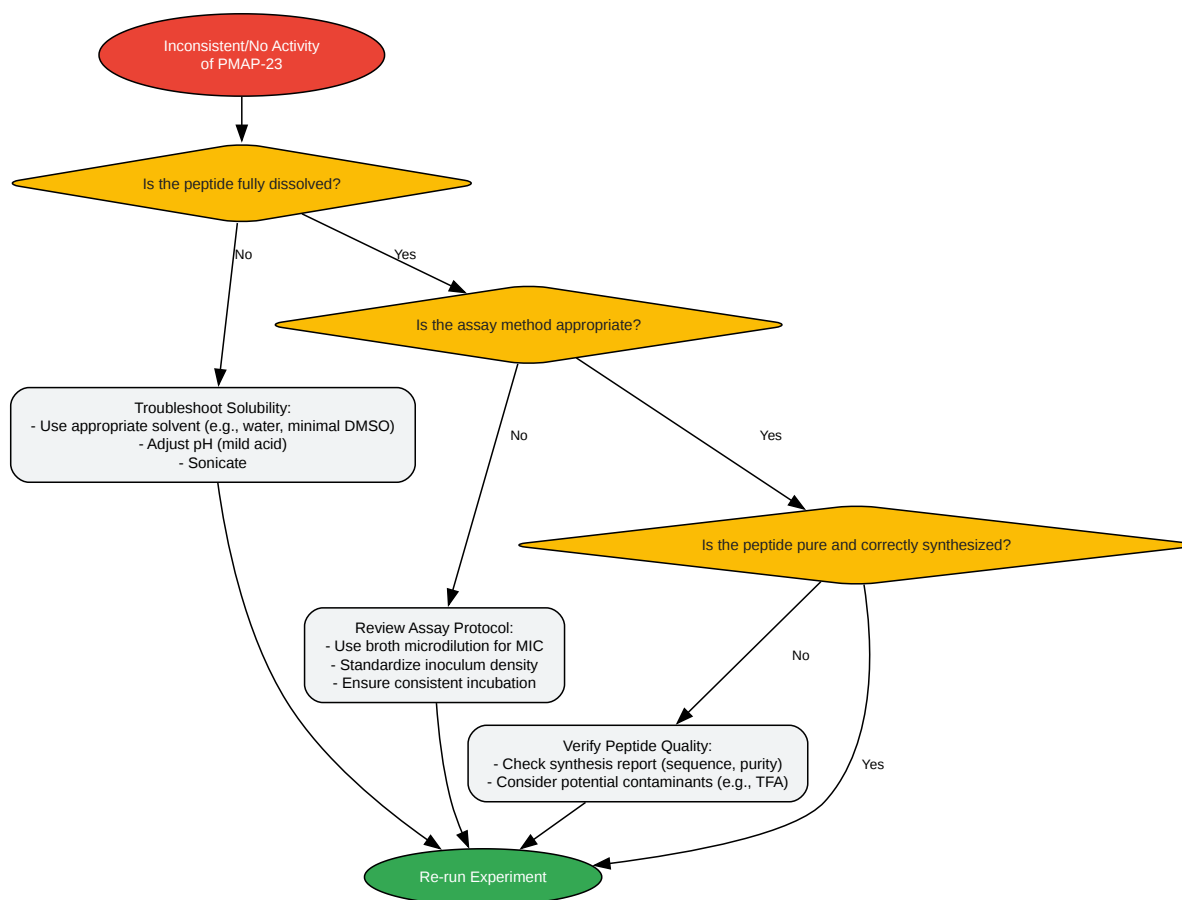 Inconsistent/No Activity
of PMAP-23
Is the peptide fully dissolved?
No
Yes
Is the assay method appropriate?
Troubleshoot Solubility:
- Use appropriate solvent (e.g., water, minimal DMSO)
- Adjust pH (mild acid)
- Sonicate
No
Yes
Is the peptide pure and correctly synthesized?
Review Assay Protocol:
- Use broth microdilution for MIC
- Standardize inoculum density
- Ensure consistent incubation
No
Verify Peptide Quality:
- Check synthesis report (sequence, purity)
- Consider potential contaminants (e.g., TFA)
Yes
Re-run Experiment